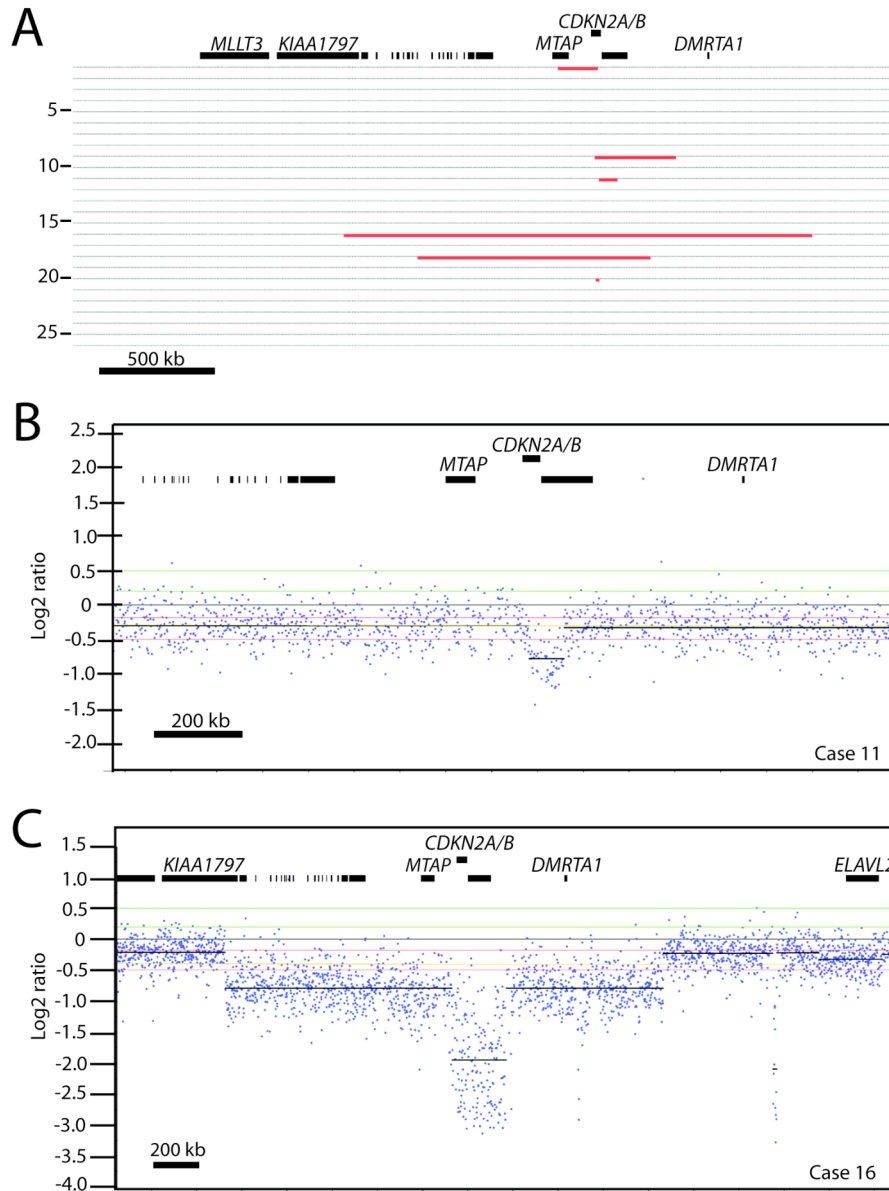 A
CDKN2A/B
MLLT3 KIAA1797 MTAP DMRTA1
5
10
15
20
25
500 kb
B
2.5
2.0
1.5
1.0
0.5
0
-0.5
-1.0
-1.5
-2.0
Log2 ratio
CDKN2A/B
MTAP DMRTA1
200 kb
Case 11
C
1.5
1.0
0.5
0
-0.5
-1.0
-1.5
-2.0
-2.5
-3.0
-3.5
-4.0
Log2 ratio
CDKN2A/B
KIAA1797 MTAP DMRTA1 ELAVL2
200 kb
Case 16